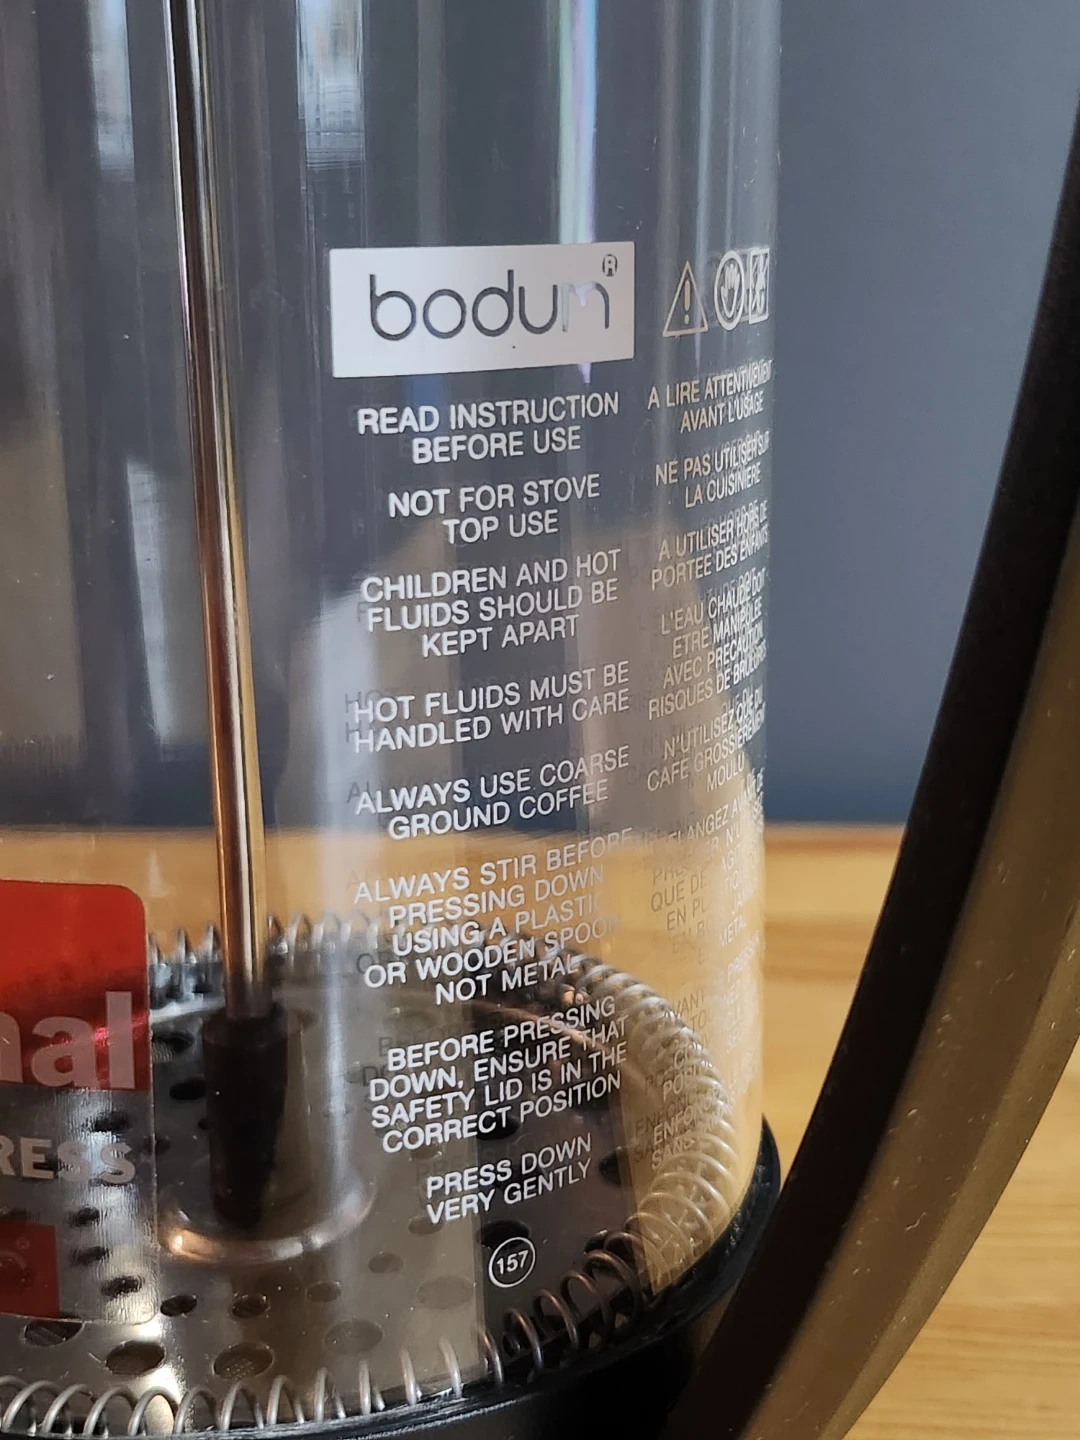 bodum®
READ INSTRUCTION
BEFORE USE
NOT FOR STOVE
TOP USE
CHILDREN AND HOT
FLUIDS SHOULD BE
KEPT APART
HOT FLUIDS MUST BE
HANDLED WITH CARE
ALWAYS USE COARSE
GROUND COFFEE
ALWAYS STIR BEFORE
PRESSING DOWN
USING A PLASTIC
OR WOODEN SPOON
NOT METAL
BEFORE PRESSING
DOWN, ENSURE THAT
SAFETY LID IS IN THE
CORRECT POSITION
PRESS DOWN
VERY GENTLY
157
A LIRE ATTENTIVEMENT
AVANT L'USAGE
NE PAS UTILISER SUR
LA CUISINIERE
A UTILISER HORS DE
PORTEE DES ENFANTS
L'EAU CHAUDE DOIT
ETRE MANIPULEE
AVEC PRECAUTION
RISQUES DE BRULURES
N'UTILISEZ QUE DU
CAFE GROSSIEREMENT
MOULU
QUE DE
EN
METAL